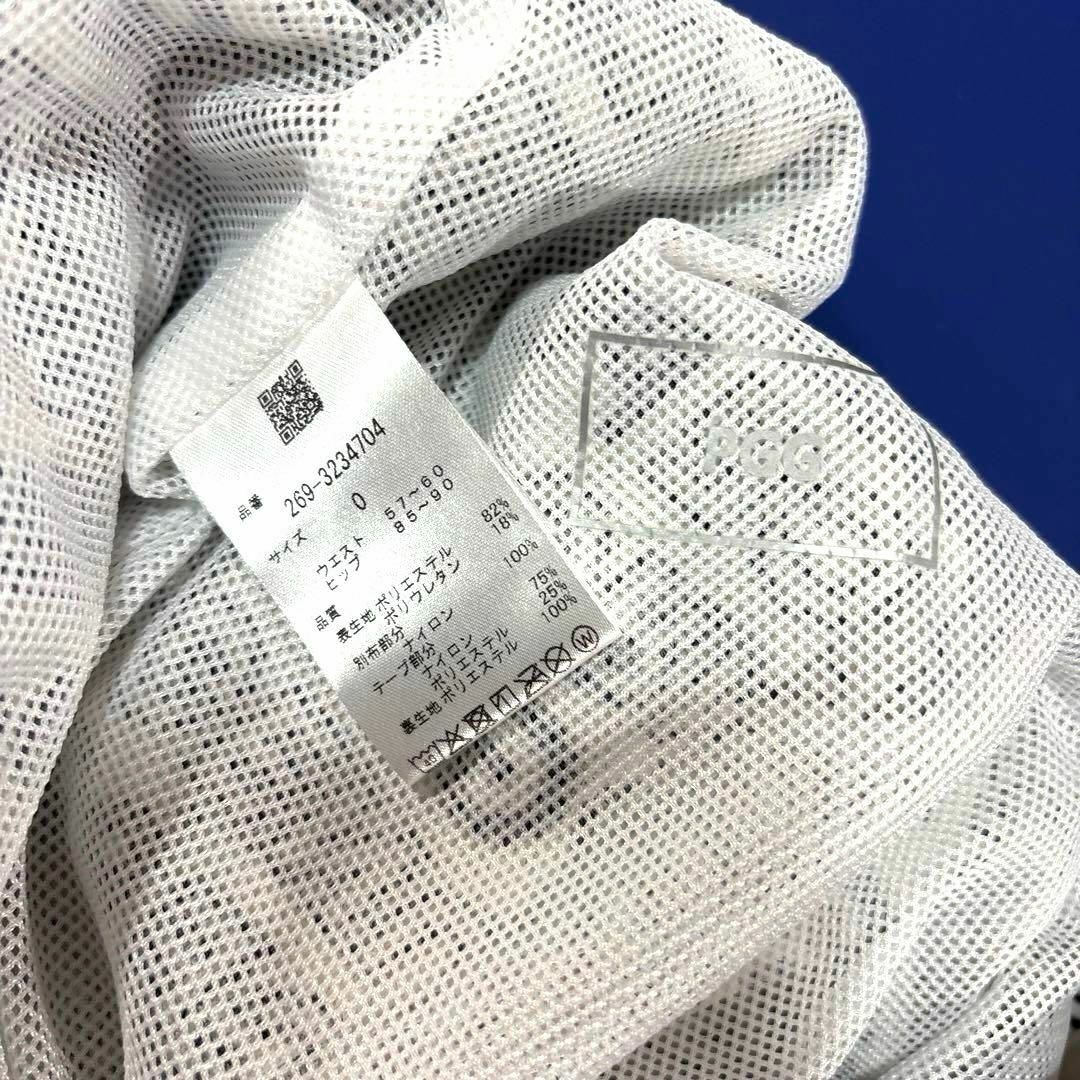 品番 269-3234704
サイズ 0
ウエスト 57～60
ヒップ 85～90
品質
表生地 ポリエステル 82%
ポリウレタン 18%
別布部分
ナイロン 100%
テープ部分
ナイロン 75%
ポリエステル 25%
裏生地 ポリエステル 100%
40
W
PGG